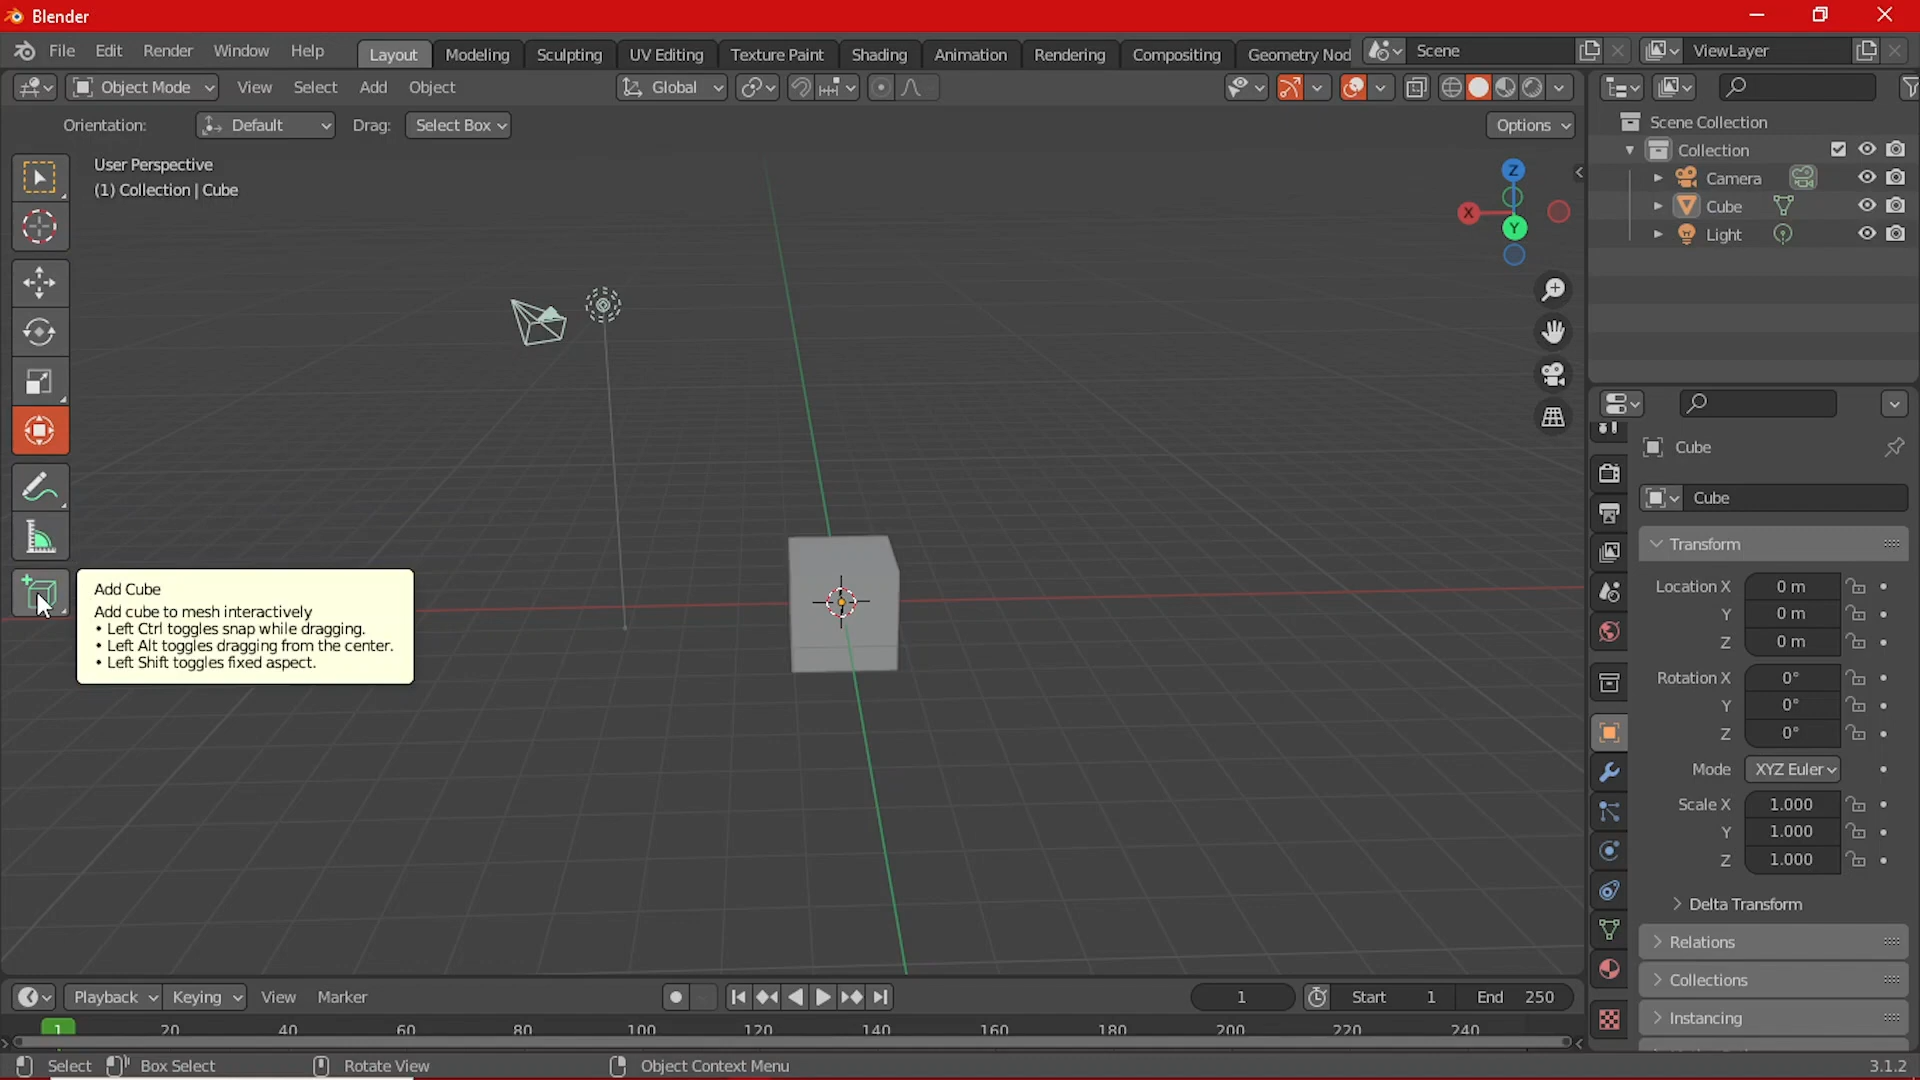 Blender
File Edit Render Window Help Layout Modeling Sculpting UV Editing Texture Paint Shading Animation Rendering Compositing Geometry Nod Scene ViewLayer
Object Mode View Select Add Object Global
Orientation: Default Drag: Select Box Options
User Perspective
(1) Collection | Cube
Z
X
Y
Add Cube
Add cube to mesh interactively
• Left Ctrl toggles snap while dragging.
• Left Alt toggles dragging from the center.
• Left Shift toggles fixed aspect.
Scene Collection
Collection
Camera
Cube
Light
Cube
Cube
Transform
Location X 0 m
Y 0 m
Z 0 m
Rotation X 0°
Y 0°
Z 0°
Mode XYZ Euler
Scale X 1.000
Y 1.000
Z 1.000
Delta Transform
Relations
Collections
Instancing
Playback Keying View Marker 1 Start 1 End 250
1 20 40 60 80 100 120 140 160 180 200 220 240
Select Box Select Rotate View Object Context Menu 3.1.2